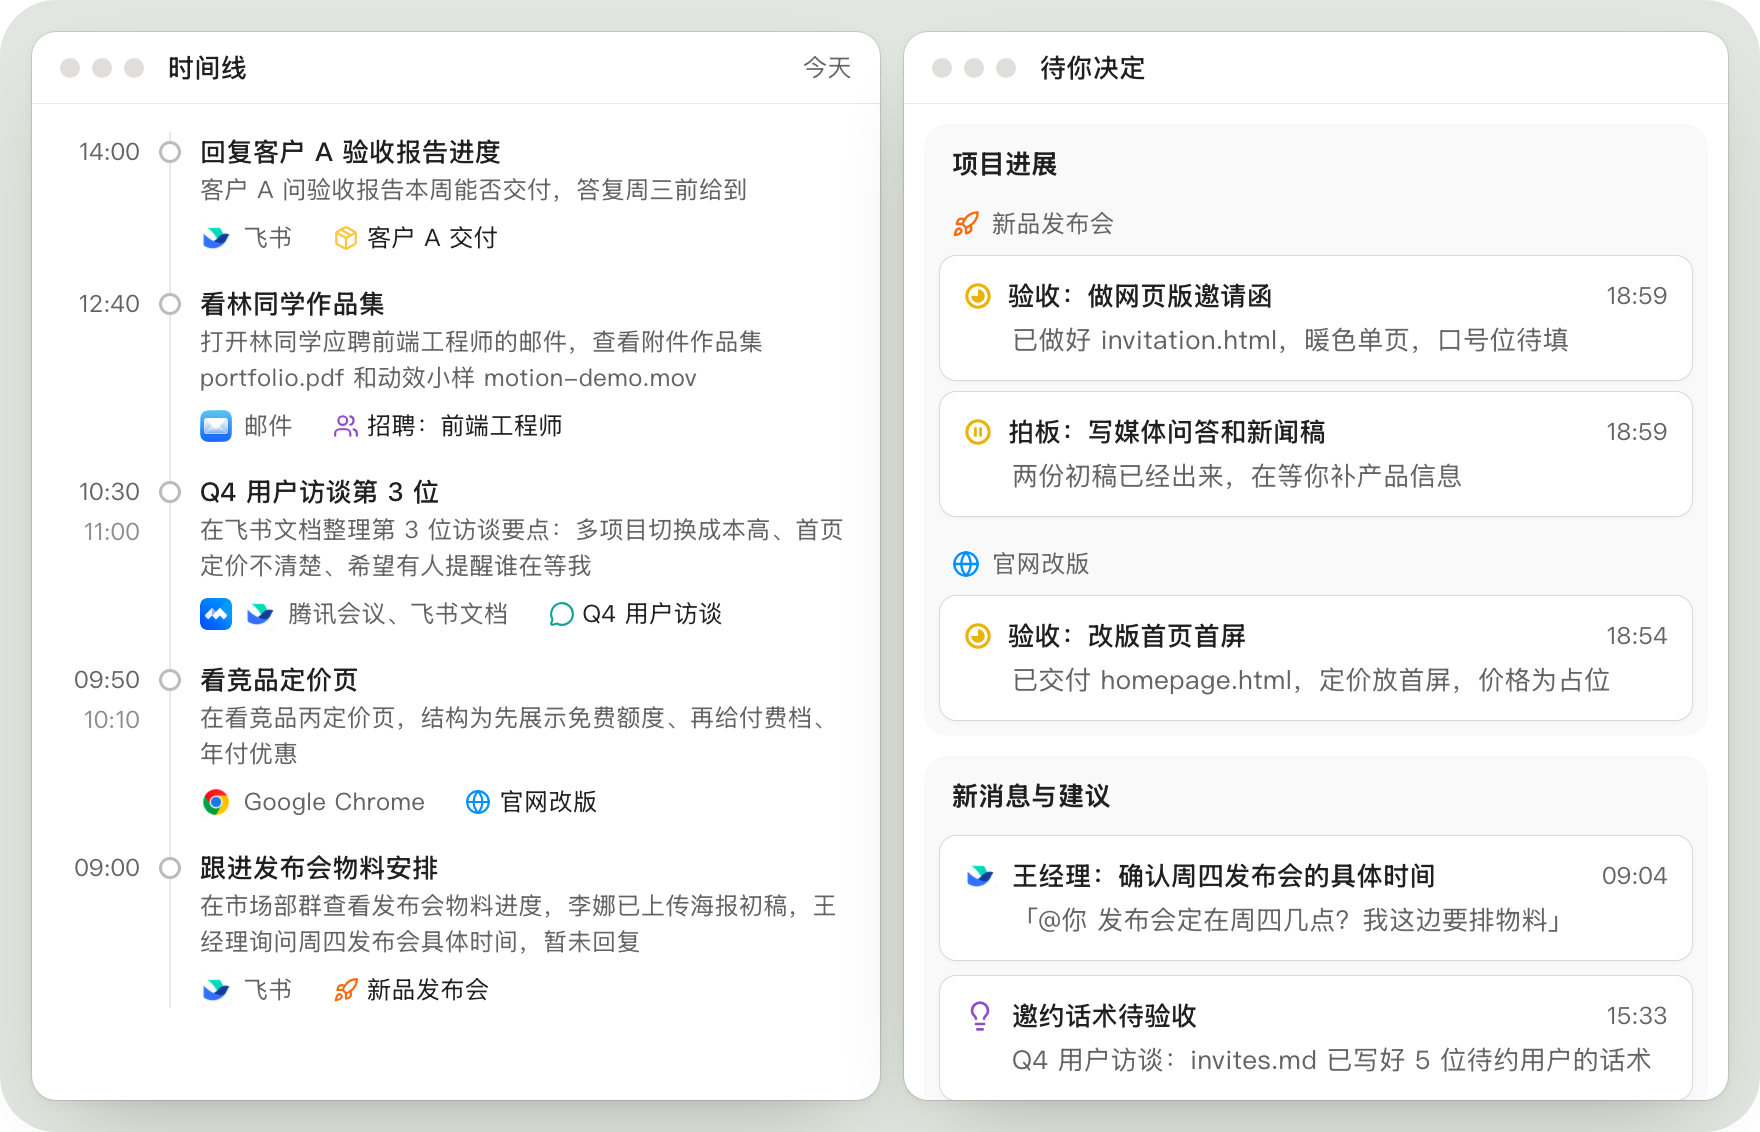 时间线
今天
14:00
回复客户 A 验收报告进度
客户 A 问验收报告本周能否交付，答复周三前给到
飞书 客户 A 交付
12:40
看林同学作品集
打开林同学应聘前端工程师的邮件，查看附件作品集
portfolio.pdf 和动效小样 motion-demo.mov
邮件 招聘：前端工程师
10:30
11:00
Q4 用户访谈第 3 位
在飞书文档整理第 3 位访谈要点：多项目切换成本高、首页
定价不清楚、希望有人提醒谁在等我
腾讯会议、飞书文档 Q4 用户访谈
09:50
10:10
看竞品定价页
在看竞品丙定价页，结构为先展示免费额度、再给付费档、
年付优惠
Google Chrome 官网改版
09:00
跟进发布会物料安排
在市场部群查看发布会物料进度，李娜已上传海报初稿，王
经理询问周四发布会具体时间，暂未回复
飞书 新品发布会
待你决定
项目进展
新品发布会
验收：做网页版邀请函 18:59
已做好 invitation.html，暖色单页，口号位待填
拍板：写媒体问答和新闻稿 18:59
两份初稿已经出来，在等你补产品信息
官网改版
验收：改版首页首屏 18:54
已交付 homepage.html，定价放首屏，价格为占位
新消息与建议
王经理：确认周四发布会的具体时间 09:04
「@你 发布会定在周四几点？我这边要排物料」
邀约话术待验收 15:33
Q4 用户访谈：invites.md 已写好 5 位待约用户的话术